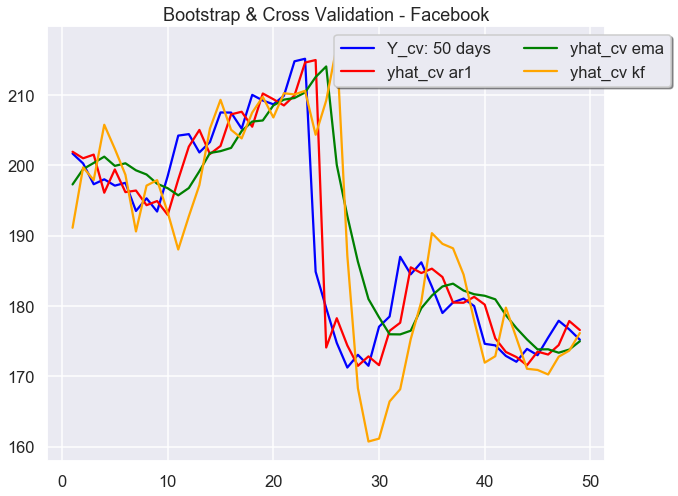 Bootstrap & Cross Validation - Facebook
Y_cv: 50 days
yhat_cv ar1
yhat_cv ema
yhat_cv kf
210
200
190
180
170
160
0 10 20 30 40 50